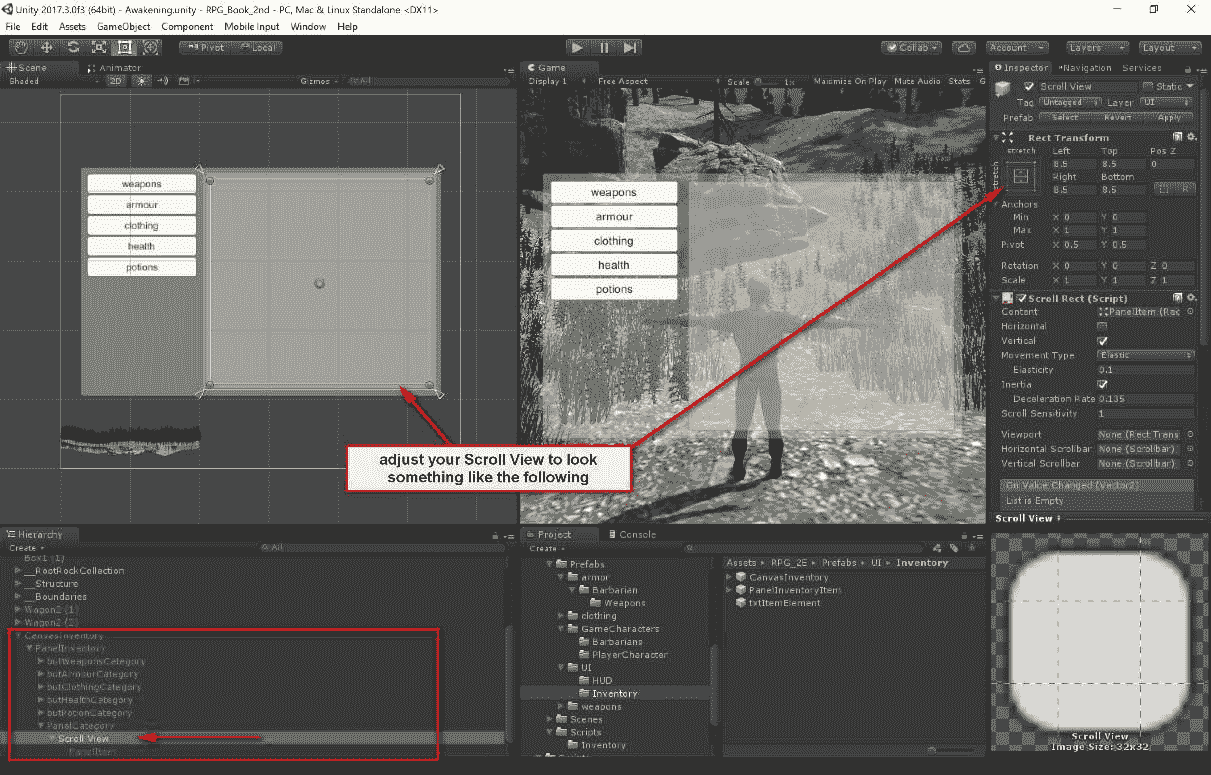 Unity 2017.3.0f3 (64bit) - Awakening.unity - RPG_Book_2nd - PC, Mac & Linux Standalone <DX11>
File Edit Assets GameObject Component Mobile Input Window Help
Pivot Local Collab Account Layers Layout
Scene Animator
Shaded 2D Gizmos All
weapons
armour
clothing
health
potions
Game
Display 1 Free Aspect Scale 1x Maximize On Play Mute Audio Stats G
weapons
armour
clothing
health
potions
adjust your Scroll View to look
something like the following
Inspector Navigation Services
Scroll View Static
Tag Untagged Layer UI
Prefab Select Revert Apply
Rect Transform
stretch Left Top Pos Z
stretch 8.5 8.5 0
Right Bottom
8.5 8.5 R
Anchors
Min X 0 Y 0
Max X 1 Y 1
Pivot X 0.5 Y 0.5
Rotation X 0 Y 0 Z 0
Scale X 1 Y 1 Z 1
Scroll Rect (Script)
Content PanelItem (Rec
Horizontal
Vertical
Movement Type Elastic
Elasticity 0.1
Inertia
Deceleration Rate 0.135
Scroll Sensitivity 1
Viewport None (Rect Trans
Horizontal Scrollbar None (Scrollbar)
Vertical Scrollbar None (Scrollbar)
On Value Changed (Vector2)
List is Empty
Scroll View
Scroll View
Image Size: 32x32
Hierarchy
Create All
Box1 (1)
__RootRockCollection
__Structure
__Boundaries
Wagon2 (1)
Wagon2 (2)
CanvasInventory
PanelInventory
butWeaponsCategory
butArmourCategory
butClothingCategory
butHealthCategory
butPotionCategory
PanelCategory
Scroll View
PanelItem
Project Console
Create
Prefabs
armor
Barbarian
Weapons
clothing
GameCharacters
Barbarians
PlayerCharacter
UI
HUD
Inventory
weapons
Scenes
Scripts
Inventory
Assets RPG_2E Prefabs UI Inventory
CanvasInventory
PanelInventoryItem
txtItemElement